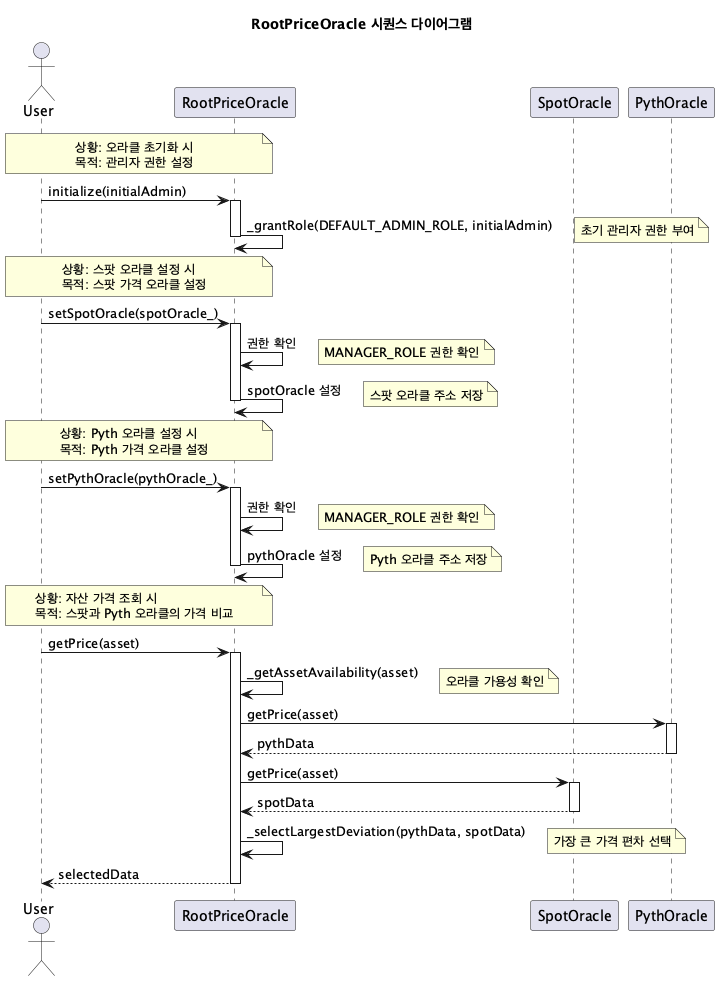 RootPriceOracle 시퀀스 다이어그램
User
RootPriceOracle
SpotOracle
PythOracle
상황: 오라클 초기화 시
목적: 관리자 권한 설정
initialize(initialAdmin)
_grantRole(DEFAULT_ADMIN_ROLE, initialAdmin)
초기 관리자 권한 부여
상황: 스팟 오라클 설정 시
목적: 스팟 가격 오라클 설정
setSpotOracle(spotOracle_)
권한 확인
MANAGER_ROLE 권한 확인
spotOracle 설정
스팟 오라클 주소 저장
상황: Pyth 오라클 설정 시
목적: Pyth 가격 오라클 설정
setPythOracle(pythOracle_)
권한 확인
MANAGER_ROLE 권한 확인
pythOracle 설정
Pyth 오라클 주소 저장
상황: 자산 가격 조회 시
목적: 스팟과 Pyth 오라클의 가격 비교
getPrice(asset)
_getAssetAvailability(asset)
오라클 가용성 확인
getPrice(asset)
pythData
getPrice(asset)
spotData
_selectLargestDeviation(pythData, spotData)
가장 큰 가격 편차 선택
selectedData
User
RootPriceOracle
SpotOracle
PythOracle